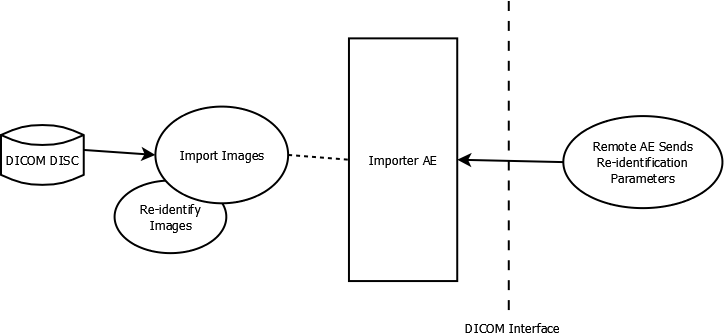 DICOM DISC
Import Images
Re-identify
Images
Importer AE
Remote AE Sends
Re-identification
Parameters
DICOM Interface